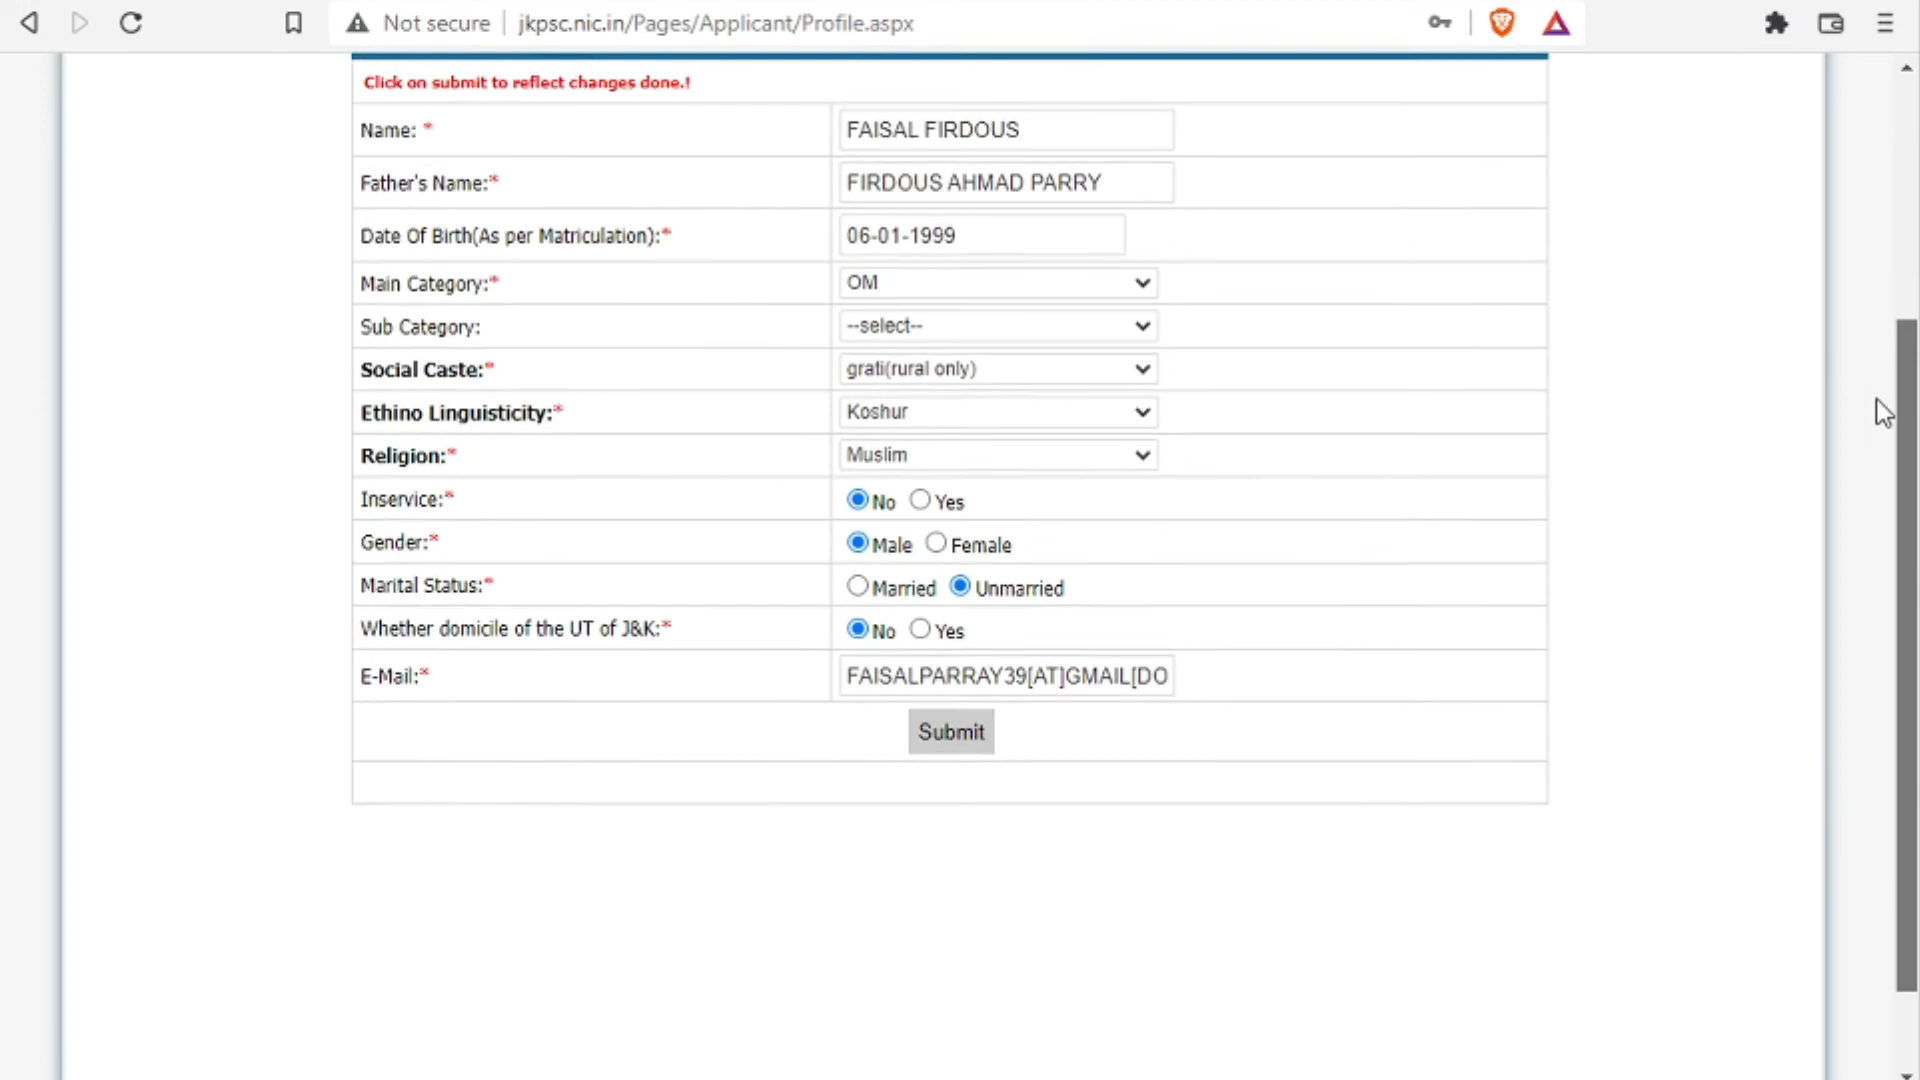 Not secure jkpsc.nic.in/Pages/Applicant/Profile.aspx
Click on submit to reflect changes done.!
Name: * FAISAL FIRDOUS
Father's Name:* FIRDOUS AHMAD PARRY
Date Of Birth(As per Matriculation):* 06-01-1999
Main Category:* OM
Sub Category: --select--
Social Caste:* grati(rural only)
Ethino Linguisticity:* Koshur
Religion:* Muslim
Inservice:* No Yes
Gender:* Male Female
Marital Status:* Married Unmarried
Whether domicile of the UT of J&K:* No Yes
E-Mail:* FAISALPARRAY39[AT]GMAIL[DO
Submit